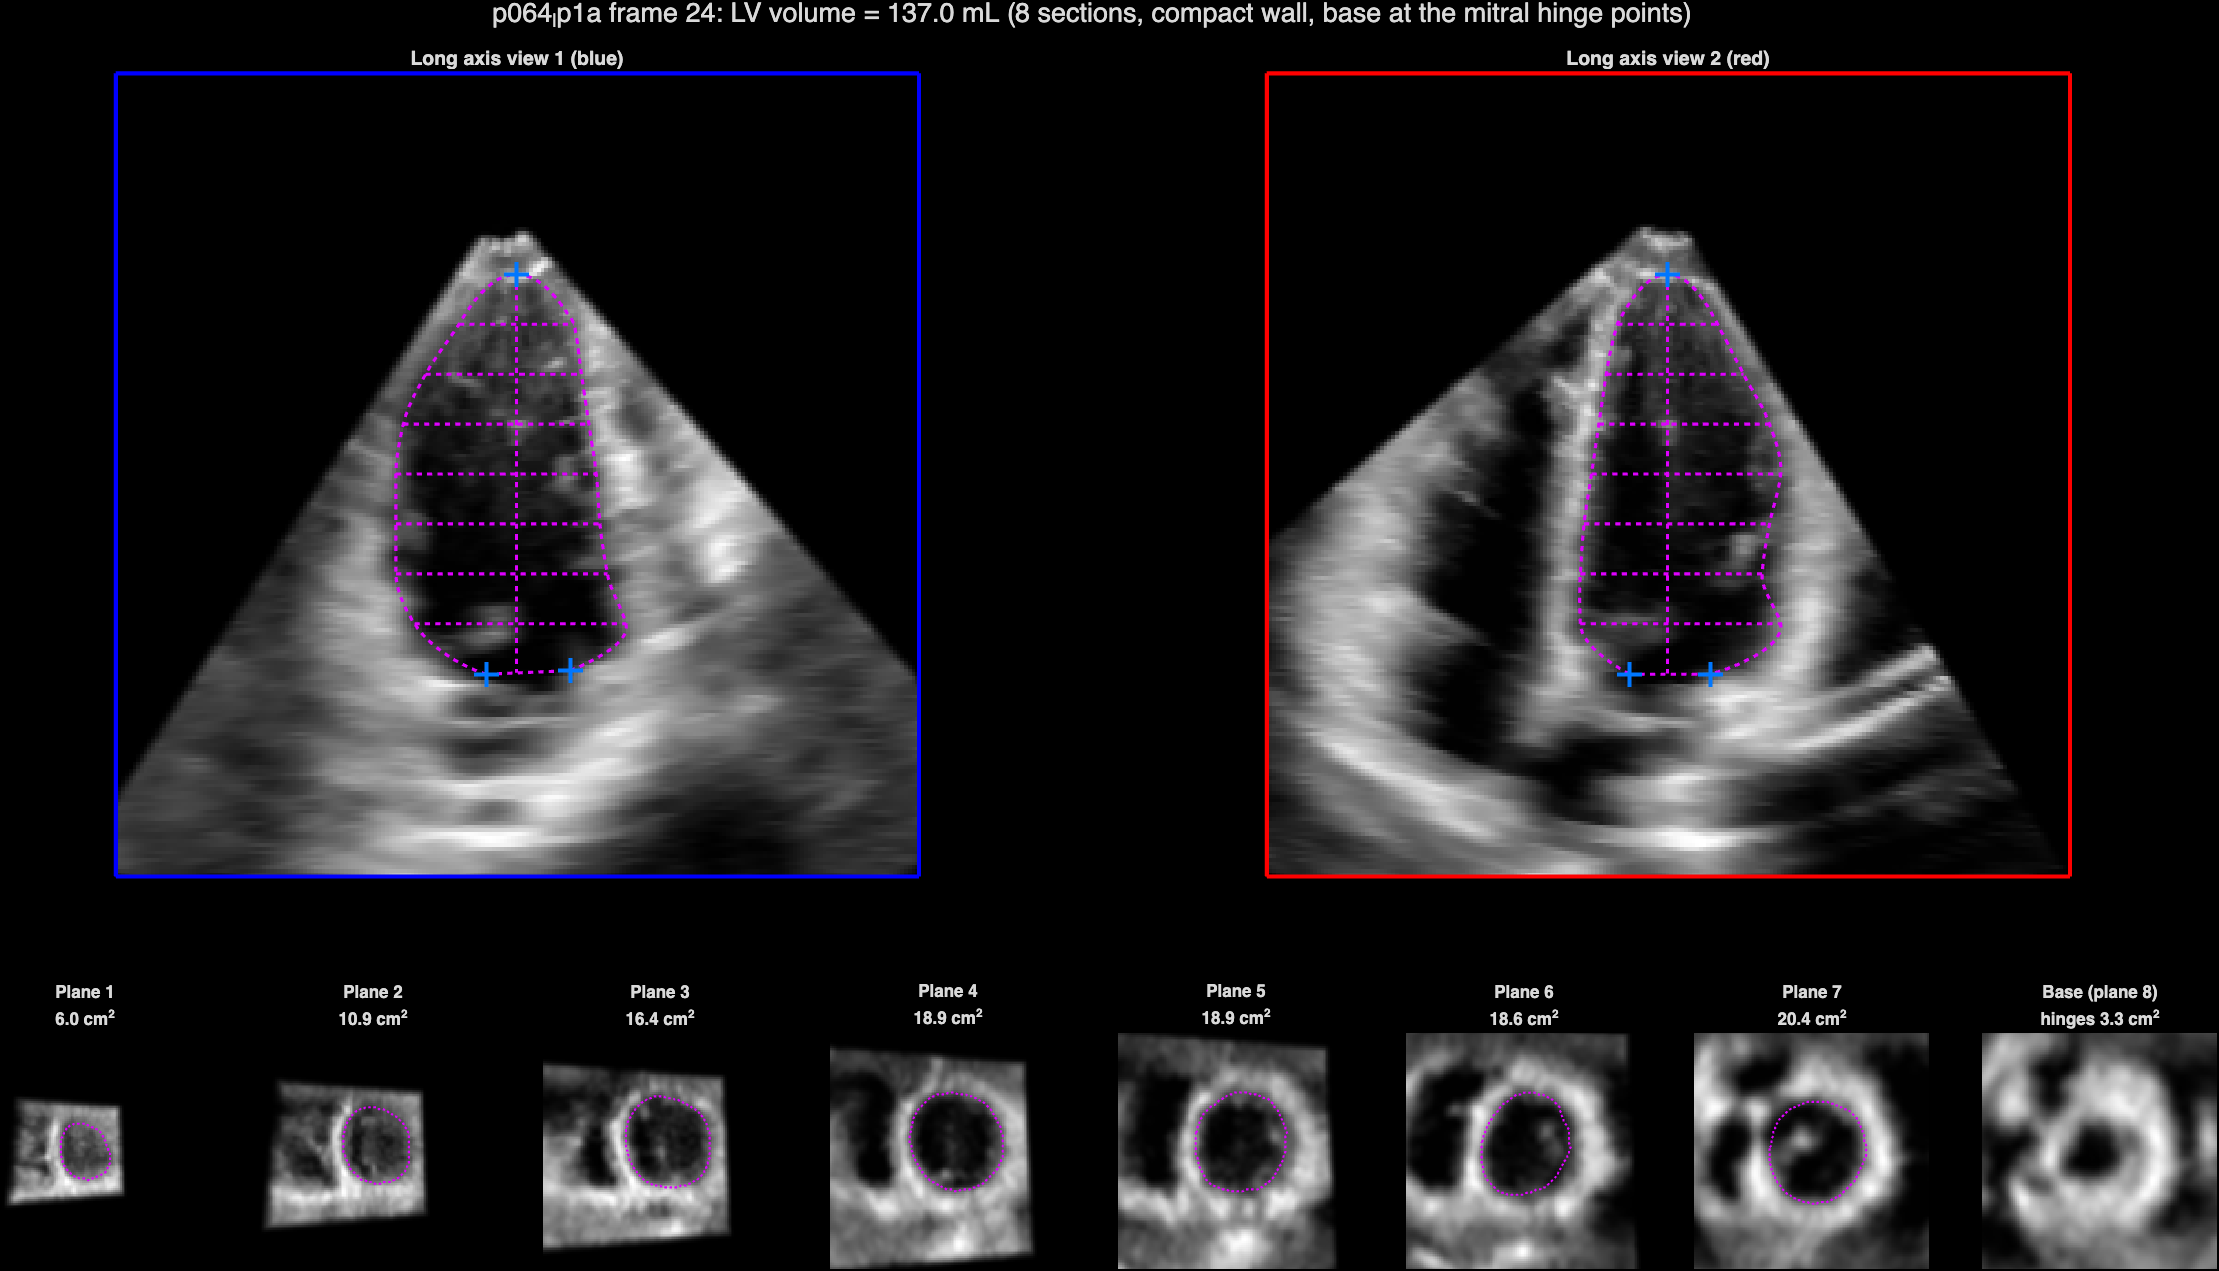 p064ₗp1a frame 24: LV volume = 137.0 mL (8 sections, compact wall, base at the mitral hinge points)
Long axis view 1 (blue)
Long axis view 2 (red)
Plane 1
6.0 cm²
Plane 2
10.9 cm²
Plane 3
16.4 cm²
Plane 4
18.9 cm²
Plane 5
18.9 cm²
Plane 6
18.6 cm²
Plane 7
20.4 cm²
Base (plane 8)
hinges 3.3 cm²